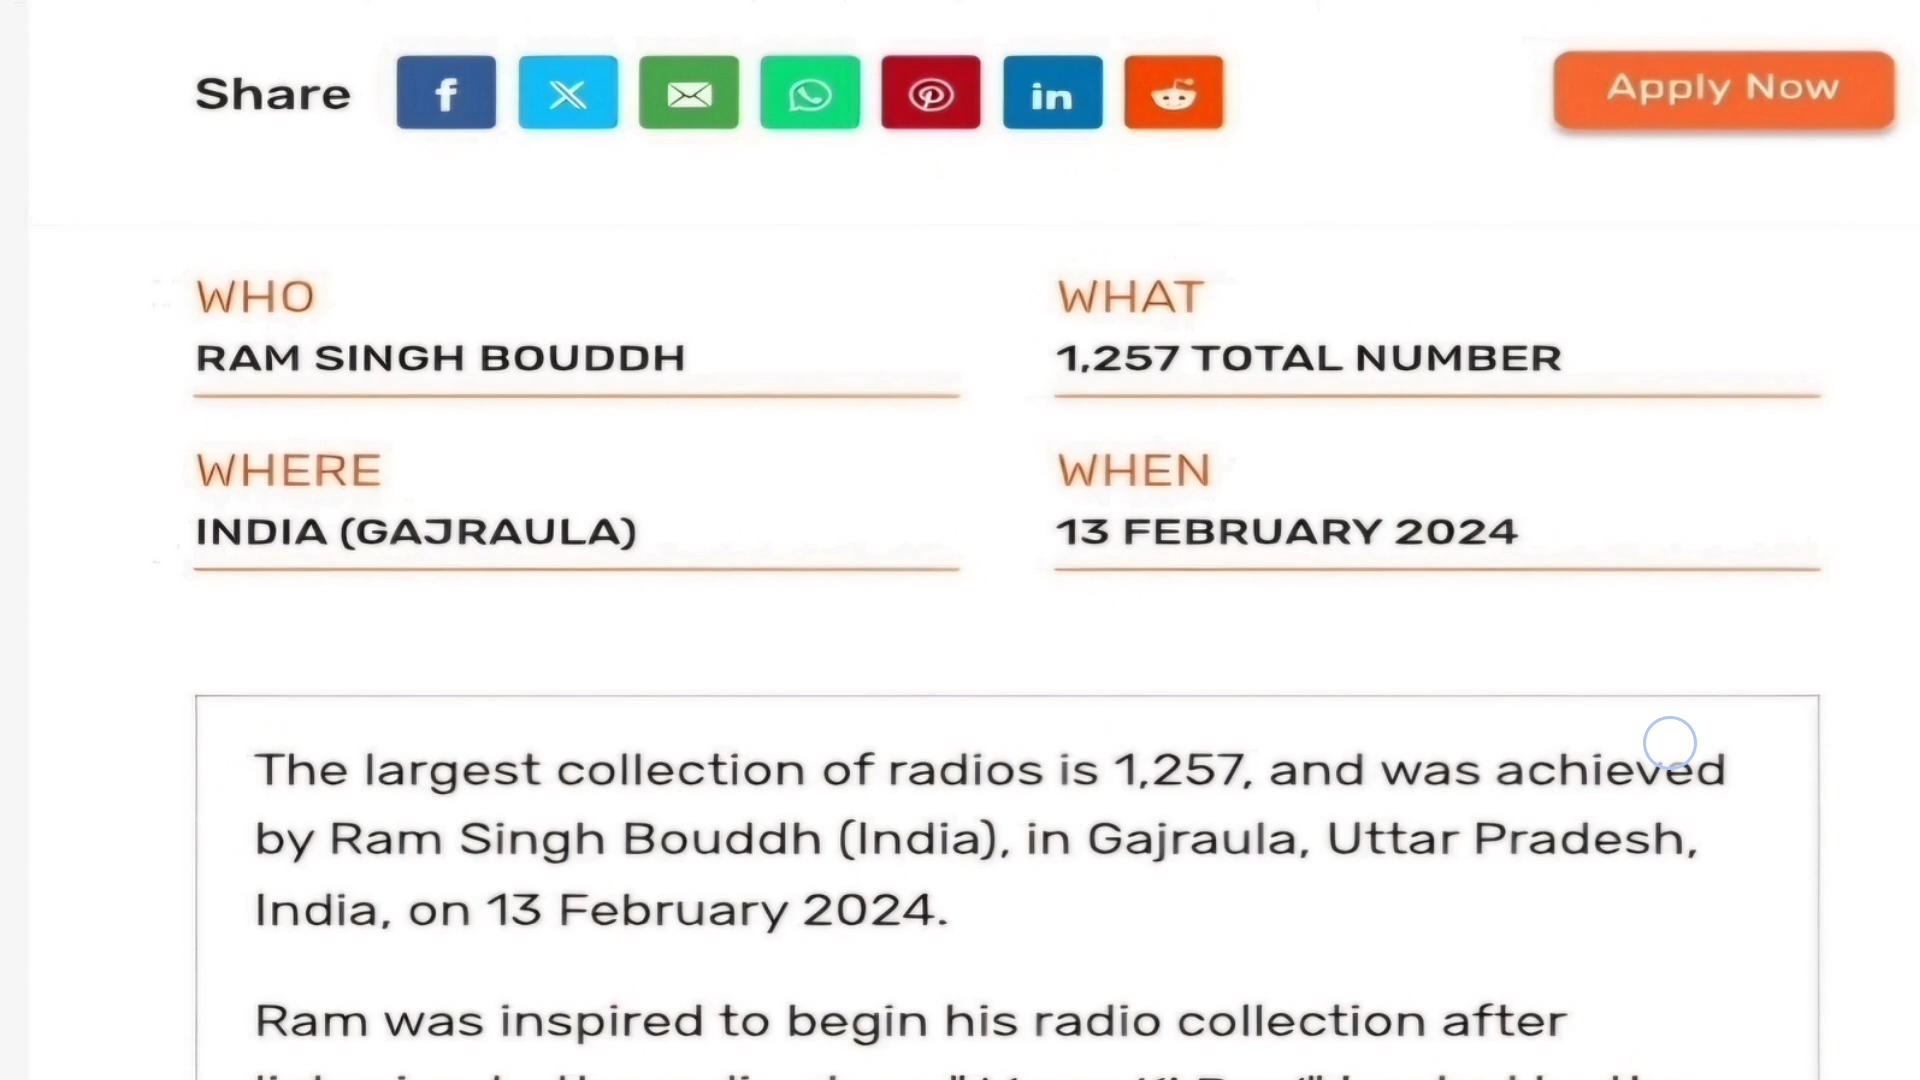 Share
Apply Now
WHO
WHAT
RAM SINGH BOUDDH
1,257 TOTAL NUMBER
WHERE
WHEN
INDIA (GAJRAULA)
13 FEBRUARY 2024
The largest collection of radios is 1,257, and was achieved
by Ram Singh Bouddh (India), in Gajraula, Uttar Pradesh,
India, on 13 February 2024.
Ram was inspired to begin his radio collection after